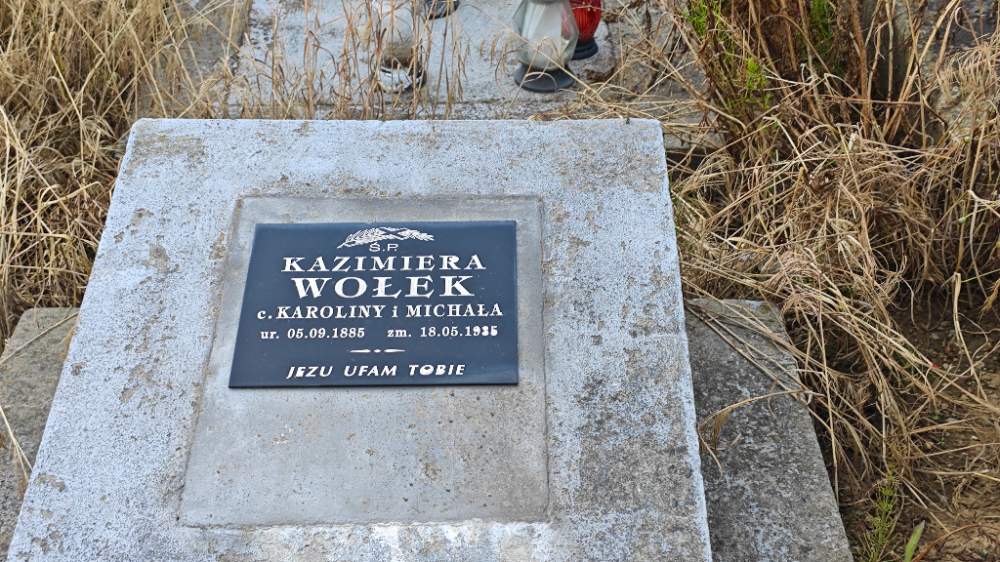 Ś.P.
KAZIMIERA
WOŁEK
c. KAROLINY i MICHAŁA
ur. 05.09.1885 zm. 18.05.1935
JEZU UFAM TOBIE